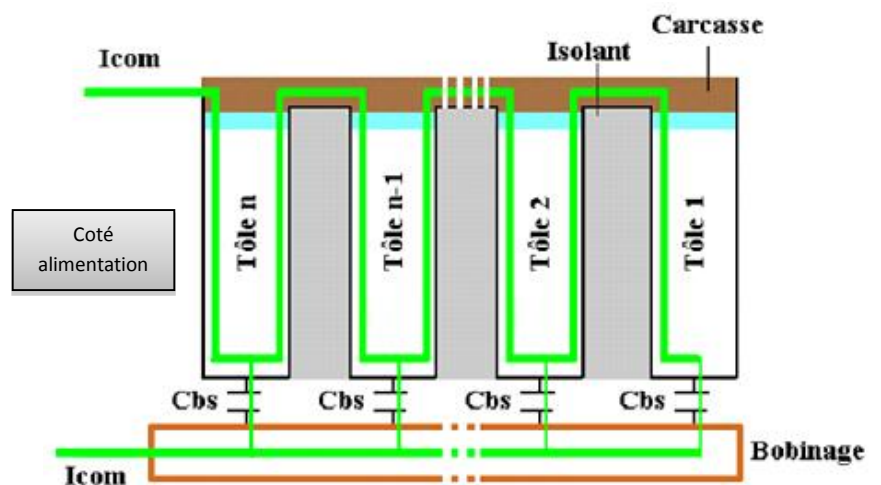 Carcasse
Icom
Isolant
Coté
alimentation
Tôle n
Tôle n-1
Tôle 2
Tôle 1
Cbs
Cbs
Cbs
Cbs
Bobinage
Icom